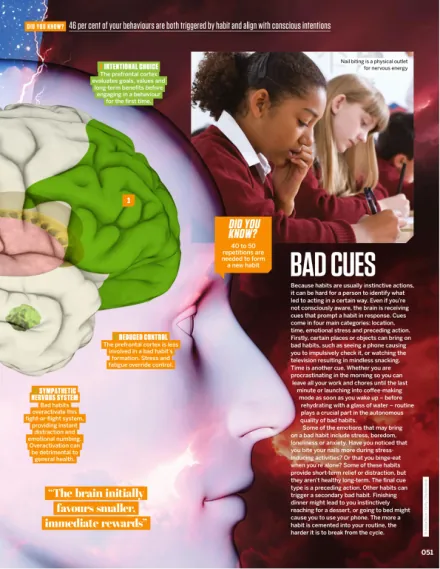 DID YOU KNOW? 46 per cent of your behaviours are both triggered by habit and align with conscious intentions
INTENTIONAL CHOICE
The prefrontal cortex
evaluates goals, values and
long-term benefits before
engaging in a behaviour
for the first time.
Nail biting is a physical outlet
for nervous energy
1
DID YOU
KNOW?
40 to 50
repetitions are
needed to form
a new habit
REDUCED CONTROL
The prefrontal cortex is less
involved in a bad habit's
formation. Stress and
fatigue override control.
SYMPATHETIC
NERVOUS SYSTEM
Bad habits
overactivate this
fight-or-flight system,
providing instant
distraction and
emotional numbing.
Overactivation can
be detrimental to
general health.
"The brain initially
favours smaller,
immediate rewards"
BAD CUES
Because habits are usually instinctive actions,
it can be hard for a person to identify what
led to acting in a certain way. Even if you're
not consciously aware, the brain is receiving
cues that prompt a habit in response. Cues
come in four main categories: location,
time, emotional stress and preceding action.
Firstly, certain places or objects can bring on
bad habits, such as seeing a phone causing
you to impulsively check it, or watching the
television resulting in mindless snacking.
Time is another cue. Whether you are
procrastinating in the morning so you can
leave all your work and chores until the last
minute or launching into coffee-making
mode as soon as you wake up – before
rehydrating with a glass of water – routine
plays a crucial part in the autonomous
quality of bad habits.
Some of the emotions that may bring
on a bad habit include stress, boredom,
loneliness or anxiety. Have you noticed that
you bite your nails more during stress-
inducing activities? Or that you binge-eat
when you're alone? Some of these habits
provide short-term relief or distraction, but
they aren't healthy long-term. The final cue
type is a preceding action. Other habits can
trigger a secondary bad habit. Finishing
dinner might lead to you instinctively
reaching for a dessert, or going to bed might
cause you to use your phone. The more a
habit is cemented into your routine, the
harder it is to break from the cycle.
051